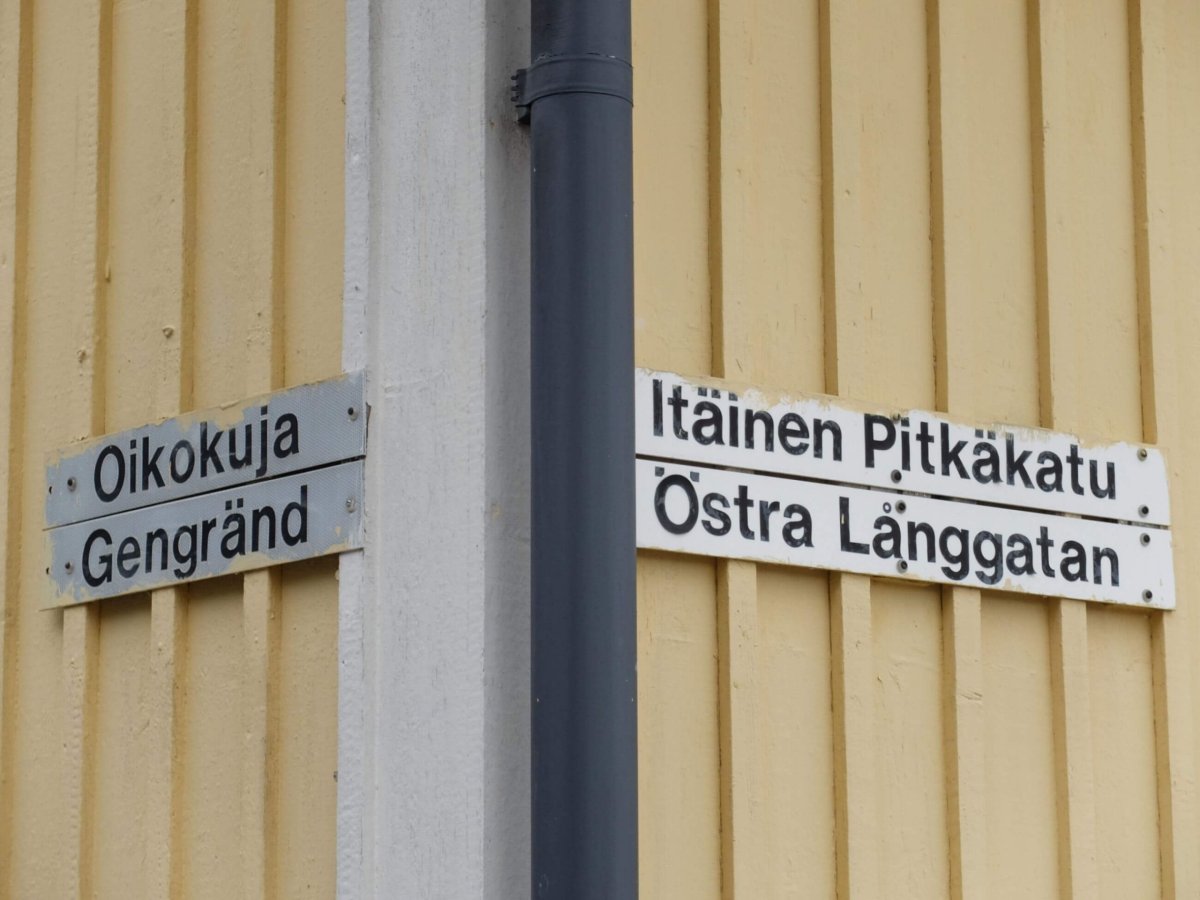 Oikokuja
Gengränd
Itäinen Pitkäkatu
Östra Långgatan